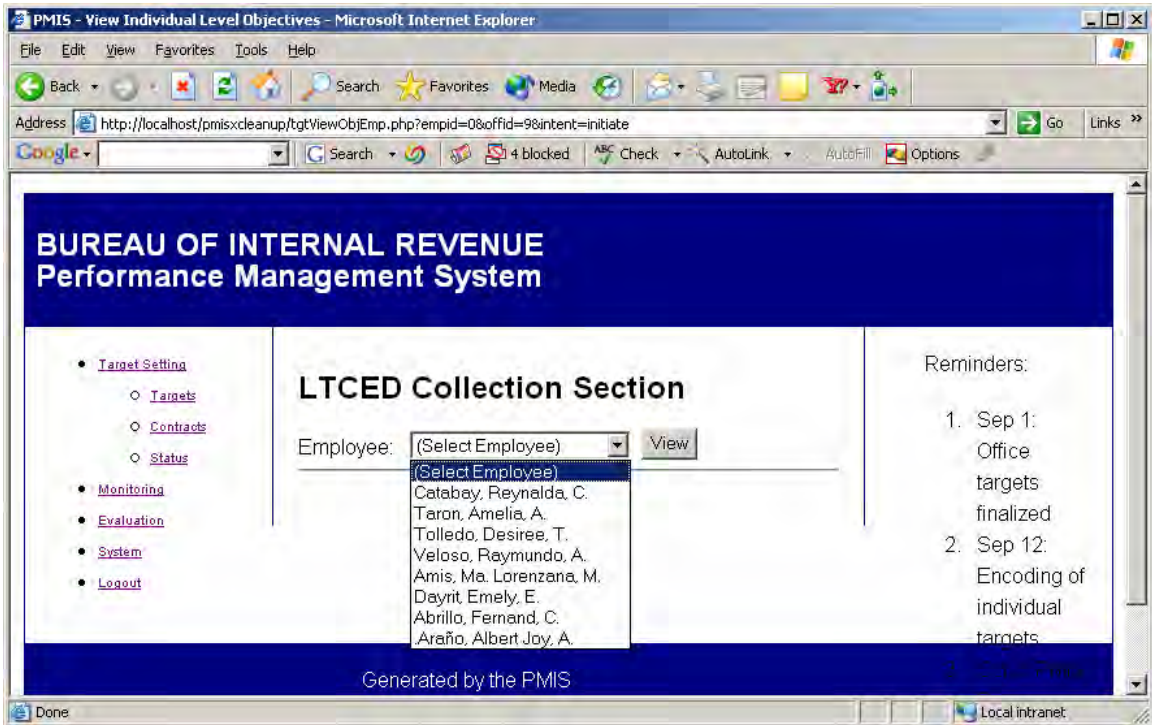 PMIS - View Individual Level Objectives - Microsoft Internet Explorer
File Edit View Favorites Tools Help
Back Search Favorites Media
Address http://localhost/pmisxcleanup/tgtViewObjEmp.php?empid=0&offid=9&intent=initiate Go Links »
Google Search 4 blocked ABC Check AutoLink AutoFill Options
BUREAU OF INTERNAL REVENUE
Performance Management System
Target Setting
Targets
Contracts
Status
Monitoring
Evaluation
System
Logout
LTCED Collection Section
Employee: (Select Employee) View
(Select Employee)
Catabay, Reynalda, C.
Taron, Amelia, A.
Tolledo, Desiree, T.
Veloso, Raymundo, A.
Amis, Ma. Lorenzana, M.
Dayrit, Emely, E.
Abrillo, Fernand, C.
.Araño, Albert Joy, A.
Reminders:
1. Sep 1:
Office
targets
finalized
2. Sep 12:
Encoding of
individual
targets
Generated by the PMIS
Done Local intranet